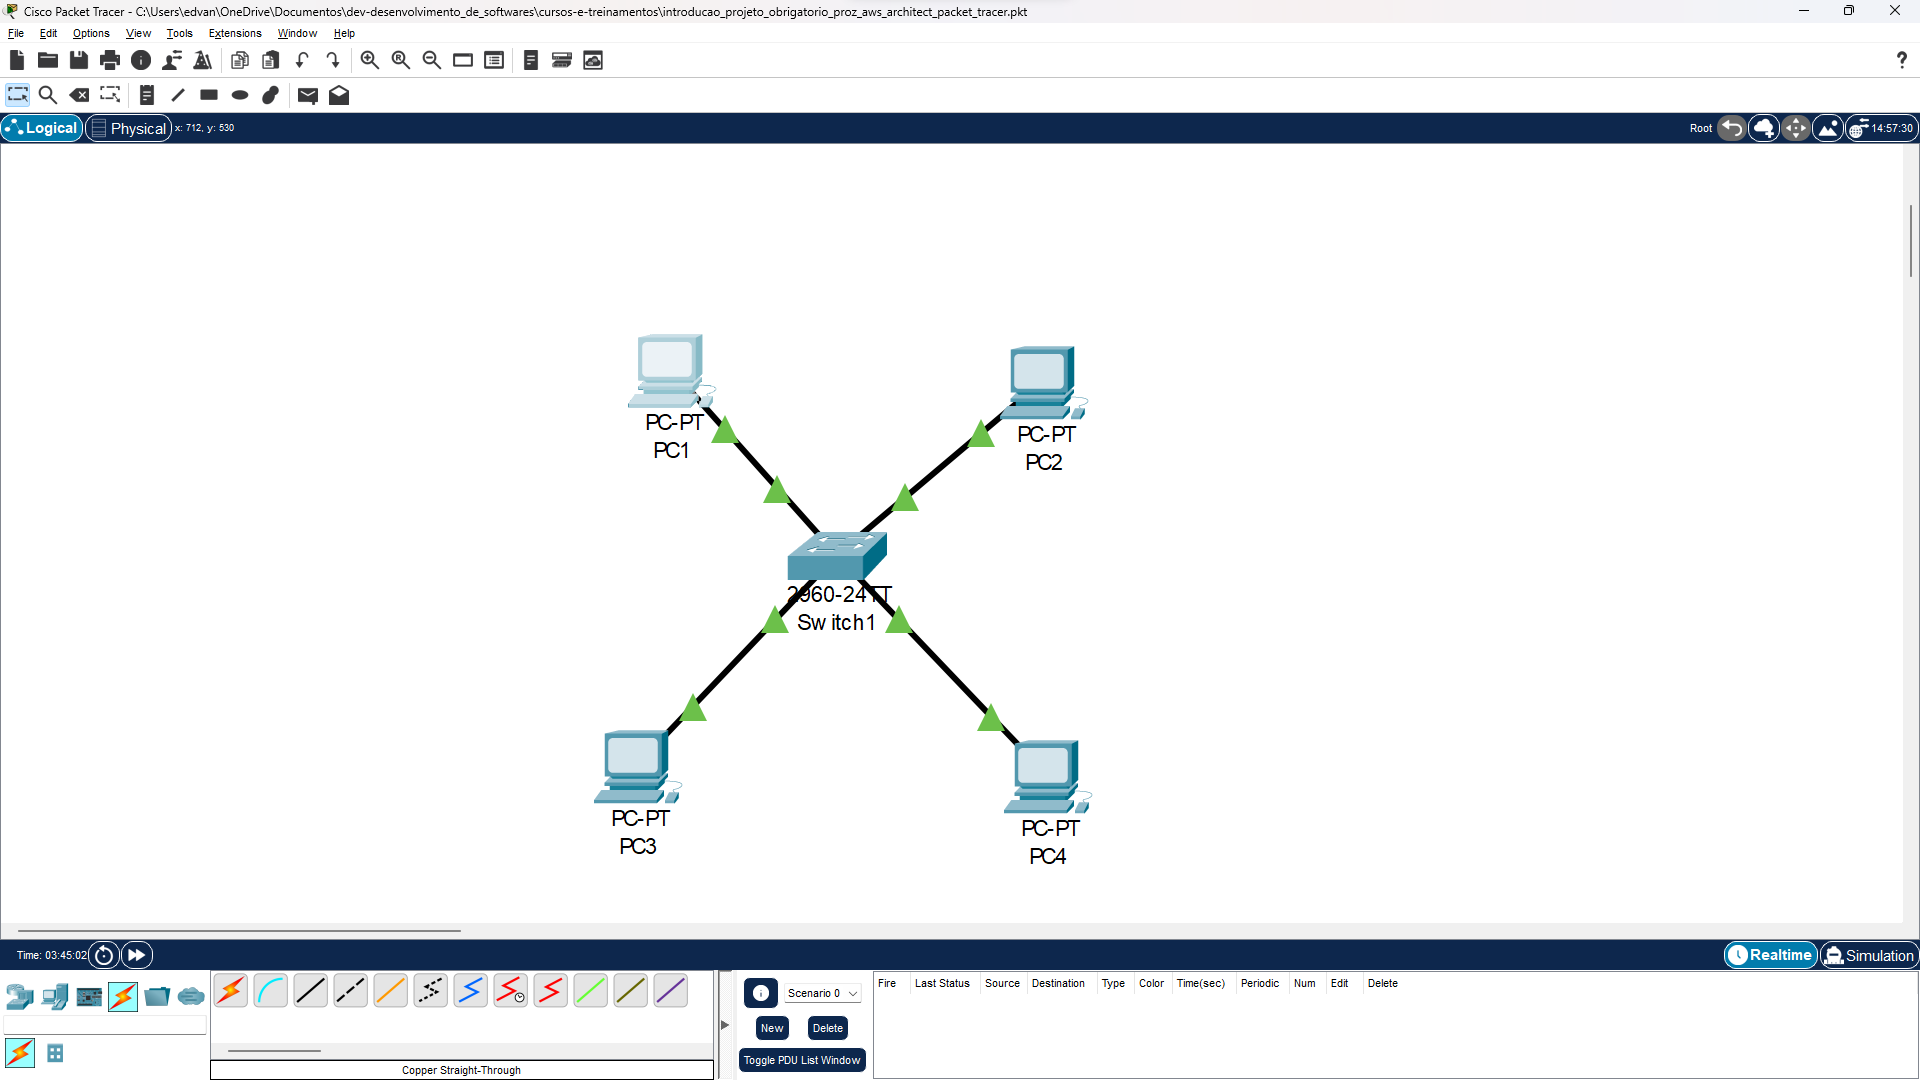 Cisco Packet Tracer - C:\Users\edvan\OneDrive\Documentos\dev-desenvolvimento_de_softwares\cursos-e-treinamentos\introducao_projeto_obrigatorio_proz_aws_architect_packet_tracer.pkt
File Edit Options View Tools Extensions Window Help
?
Logical Physical x: 712, y: 530 Root 14:57:30
PC-PT
PC1
PC-PT
PC2
2960-24TT
Switch1
PC-PT
PC3
PC-PT
PC4
Time: 03:45:02 Realtime Simulation
Scenario 0
New Delete
Toggle PDU List Window
Fire Last Status Source Destination Type Color Time(sec) Periodic Num Edit Delete
Copper Straight-Through